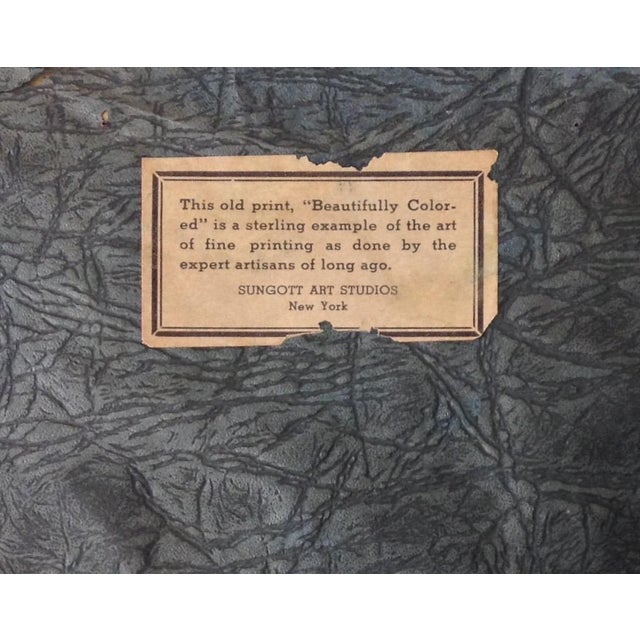 This old print, "Beautifully Color-
ed" is a sterling example of the art
of fine printing as done by the
expert artisans of long ago.
SUNGOTT ART STUDIOS
New York